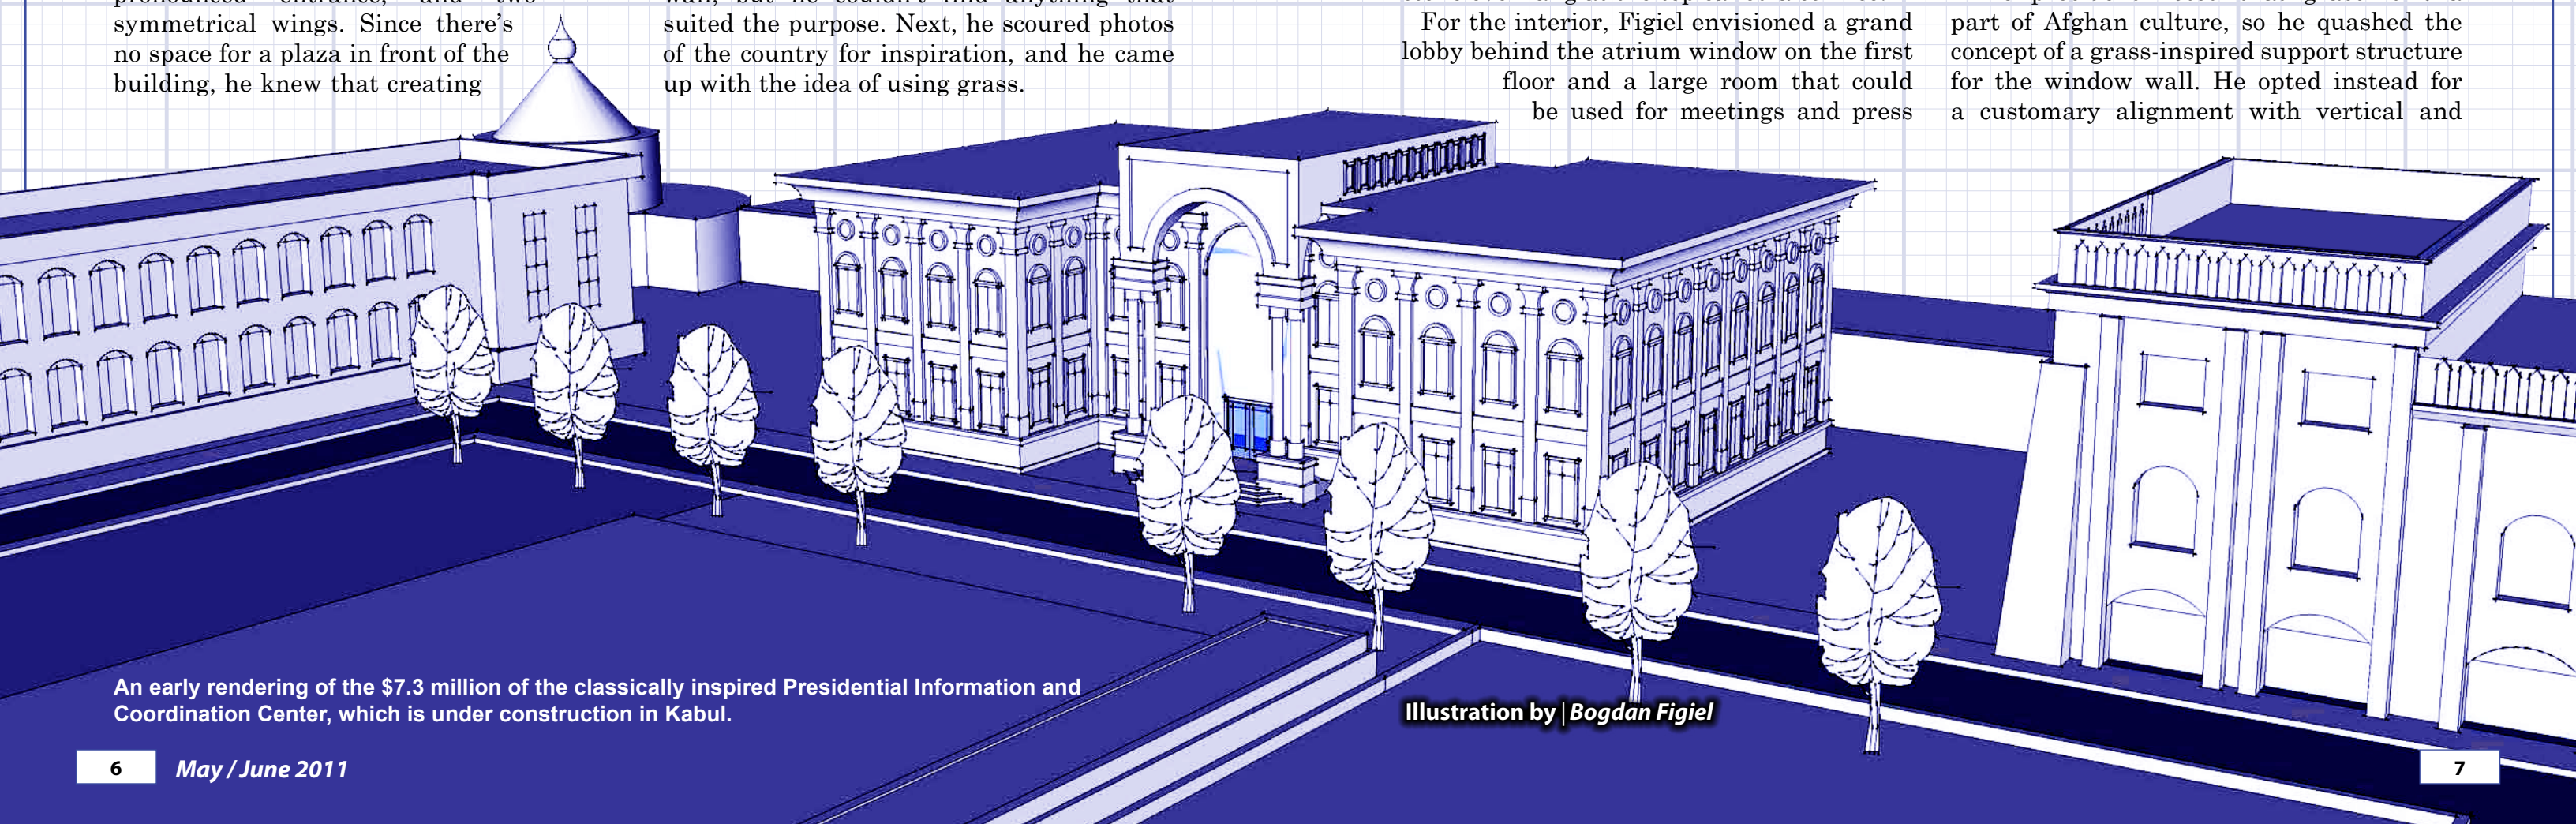 symmetrical wings. Since there's
no space for a plaza in front of the
building, he knew that creating
suited the purpose. Next, he scoured photos
of the country for inspiration, and he came
up with the idea of using grass.
For the interior, Figiel envisioned a grand
lobby behind the atrium window on the first
floor and a large room that could
be used for meetings and press
part of Afghan culture, so he quashed the
concept of a grass-inspired support structure
for the window wall. He opted instead for
a customary alignment with vertical and
An early rendering of the $7.3 million of the classically inspired Presidential Information and
Coordination Center, which is under construction in Kabul.
Illustration by | Bogdan Figiel
6 May / June 2011
7